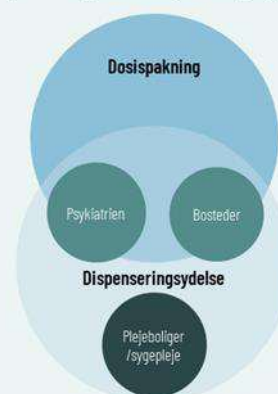 Dosispakning
Psykiatrien
Bosteder
Dispenseringsydelse
Plejeboliger
/sygepleje